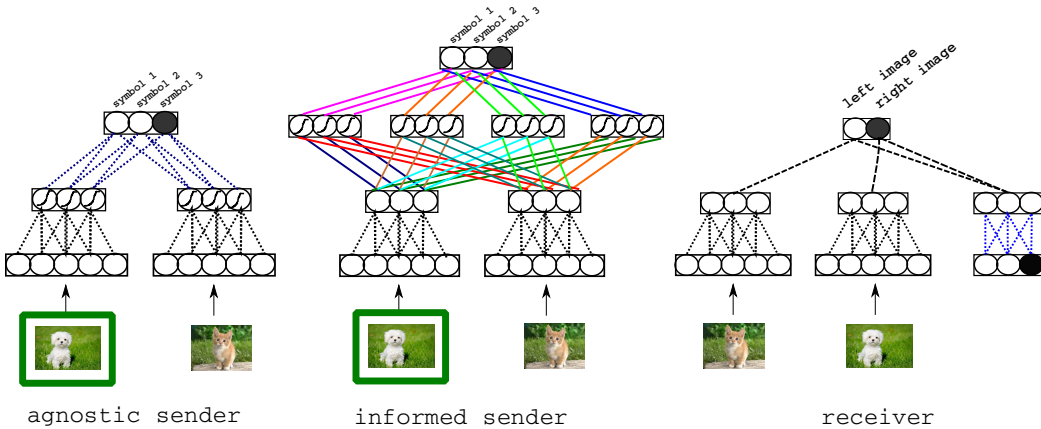 symbol 1
symbol 2
symbol 3
symbol 1
symbol 2
symbol 3
left image
right image
agnostic sender
informed sender
receiver